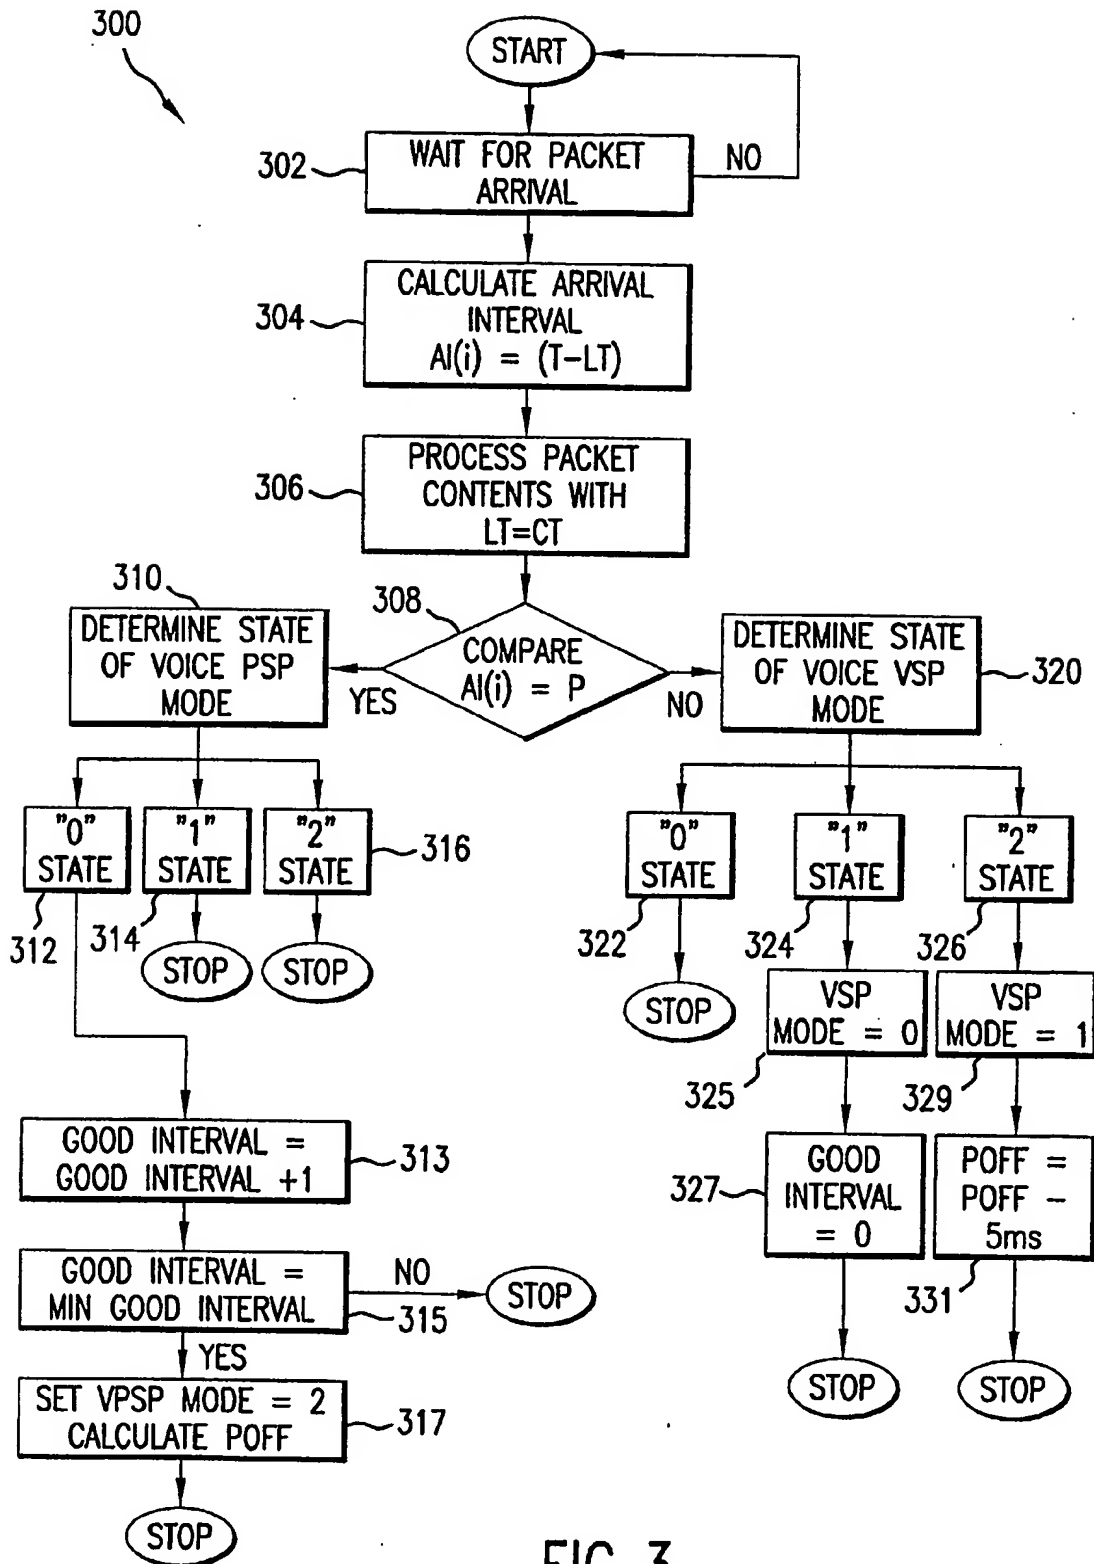 300
START
302
WAIT FOR PACKET
ARRIVAL
NO
304
CALCULATE ARRIVAL
INTERVAL
AI(i) = (T-LT)
306
PROCESS PACKET
CONTENTS WITH
LT=CT
310
DETERMINE STATE
OF VOICE PSP
MODE
308
COMPARE
AI(i) = P
YES
NO
DETERMINE STATE
OF VOICE VSP
MODE
320
"0"
STATE
312
"1"
STATE
314
"2"
STATE
316
STOP
STOP
"0"
STATE
322
"1"
STATE
324
"2"
STATE
326
STOP
VSP
MODE = 0
325
VSP
MODE = 1
329
GOOD INTERVAL =
GOOD INTERVAL +1
313
327
GOOD
INTERVAL
= 0
POFF =
POFF -
5ms
331
GOOD INTERVAL =
MIN GOOD INTERVAL
315
NO
STOP
YES
STOP
STOP
SET VPSP MODE = 2
CALCULATE POFF
317
STOP
FIG. 3